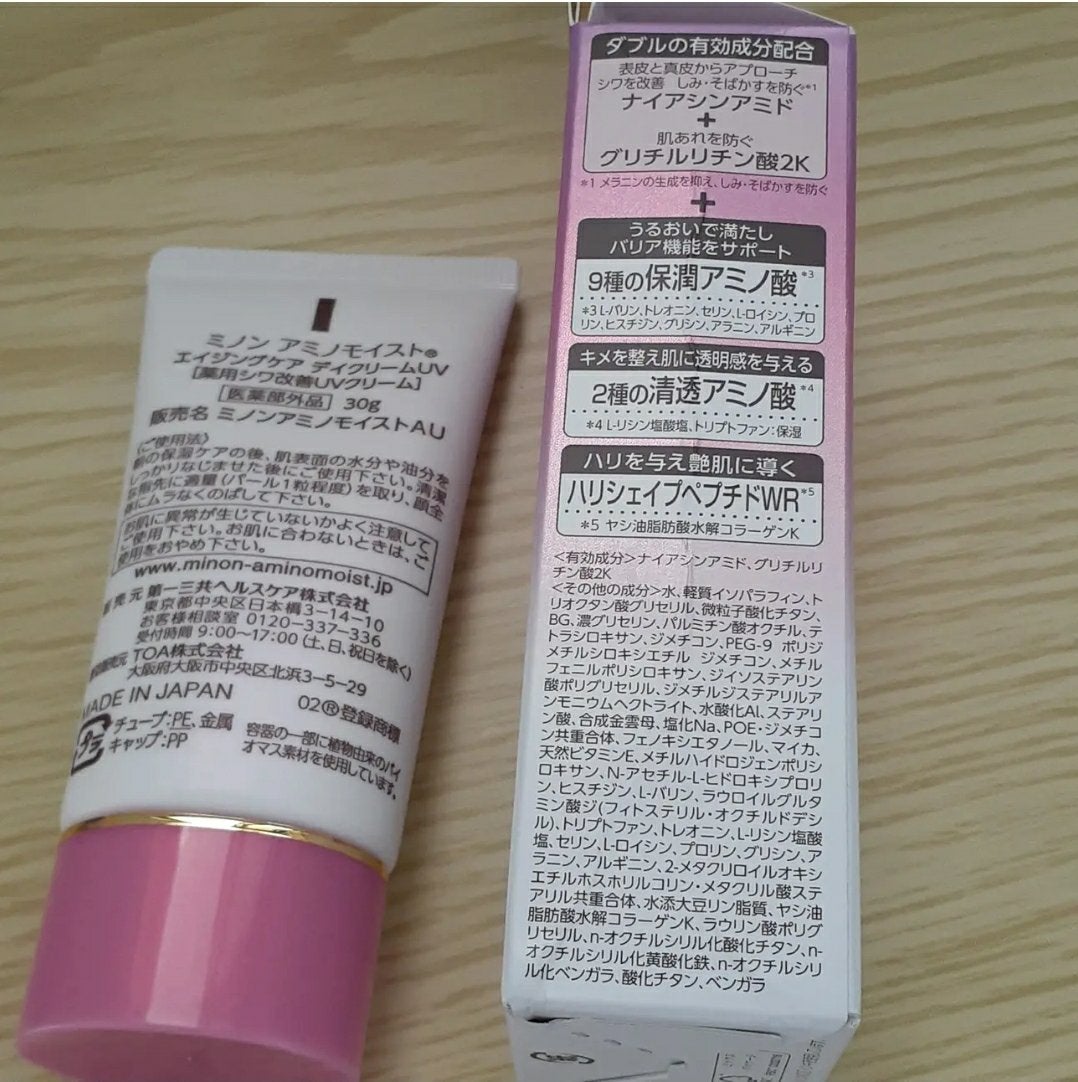 ミノン アミノモイスト®
エイジングケア デイクリームUV
[薬用シワ改善UVクリーム]
医薬部外品 30g
販売名 ミノンアミノモイストAU
〈ご使用法〉
朝の保湿ケアの後、肌表面の水分や油分を
しっかりなじませた後にご使用下さい。清潔
な指先に適量(パール1粒程度)を取り、顔全
体にムラなくのばして下さい。
お肌に異常が生じていないかよく注意して
ご使用下さい。お肌に合わないときは、ご
使用をおやめ下さい。
www.minon-aminomoist.jp
発売元 第一三共ヘルスケア株式会社
東京都中央区日本橋3-14-10
お客様相談室 0120-337-336
受付時間 9:00~17:00 (土、日、祝日を除く)
TOA株式会社
大阪府大阪市中央区北浜3-5-29
MADE IN JAPAN
02®登録商標
プラ
チューブ:PE、金属
キャップ:PP
容器の一部に植物由来のバイ
オマス素材を使用しています。
ダブルの有効成分配合
表皮と真皮からアプローチ
シワを改善 しみ・そばかすを防ぐ*1
ナイアシンアミド
+
肌あれを防ぐ
グリチルリチン酸2K
*1 メラニンの生成を抑え、しみ・そばかすを防ぐ
+
うるおいで満たし
バリア機能をサポート
9種の保潤アミノ酸*3
*3 L-バリン、トレオニン、セリン、L-ロイシン、プロ
リン、ヒスチジン、グリシン、アラニン、アルギニン
キメを整え肌に透明感を与える
2種の清透アミノ酸*4
*4 L-リシン塩酸塩、トリプトファン:保湿
ハリを与え艶肌に導く
ハリシェイプペプチドWR*5
*5 ヤシ油脂肪酸水解コラーゲンK
<有効成分>ナイアシンアミド、グリチルリ
チン酸2K
<その他の成分>水、軽質イソパラフィン、ト
リオクタン酸グリセリル、微粒子酸化チタン、
BG、濃グリセリン、パルミチン酸オクチル、テ
トラシロキサン、ジメチコン、PEG-9 ポリジ
メチルシロキシエチル ジメチコン、メチル
フェニルポリシロキサン、ジイソステアリン
酸ポリグリセリル、ジメチルジステアリルア
ンモニウムヘクトライト、水酸化Al、ステアリ
ン酸、合成金雲母、塩化Na、POE・ジメチコ
ン共重合体、フェノキシエタノール、マイカ、
天然ビタミンE、メチルハイドロジェンポリシ
ロキサン、N-アセチル-L-ヒドロキシプロリ
ン、ヒスチジン、L-バリン、ラウロイルグルタ
ミン酸ジ(フィトステリル・オクチルドデシ
ル)、トリプトファン、トレオニン、L-リシン塩酸
塩、セリン、L-ロイシン、プロリン、グリシン、ア
ラニン、アルギニン、2-メタクリロイルオキシ
エチルホスホリルコリン・メタクリル酸ステ
アリル共重合体、水添大豆リン脂質、ヤシ油
脂肪酸水解コラーゲンK、ラウリン酸ポリグ
リセリル、n-オクチルシリル化酸化チタン、n-
オクチルシリル化黄酸化鉄、n-オクチルシリ
ル化ベンガラ、酸化チタン、ベンガラ